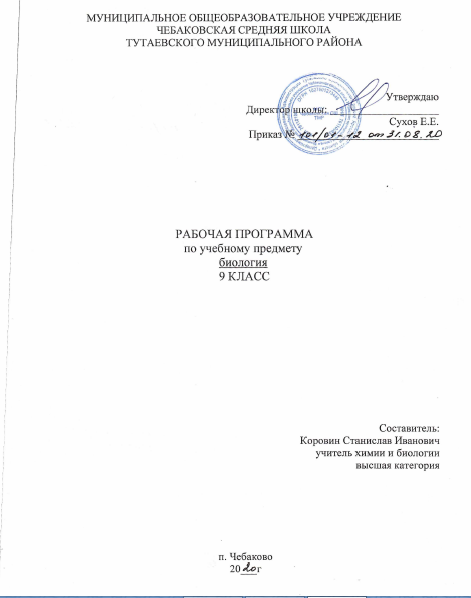 МУНИЦИПАЛЬНОЕ ОБЩЕОБРАЗОВАТЕЛЬНОЕ УЧРЕЖДЕНИЕ
ЧЕБАКОВСКАЯ СРЕДНЯЯ ШКОЛА
ТУТАЕВСКОГО МУНИЦИПАЛЬНОГО РАЙОНА
Утверждаю
Директор школы:
Сухов Е.Е.
Приказ № 101/01-12 от 31.08.20
РАБОЧАЯ ПРОГРАММА
по учебному предмету
биология
9 КЛАСС
Составитель:
Коровин Станислав Иванович
учитель химии и биологии
высшая категория
п. Чебаково
2020г